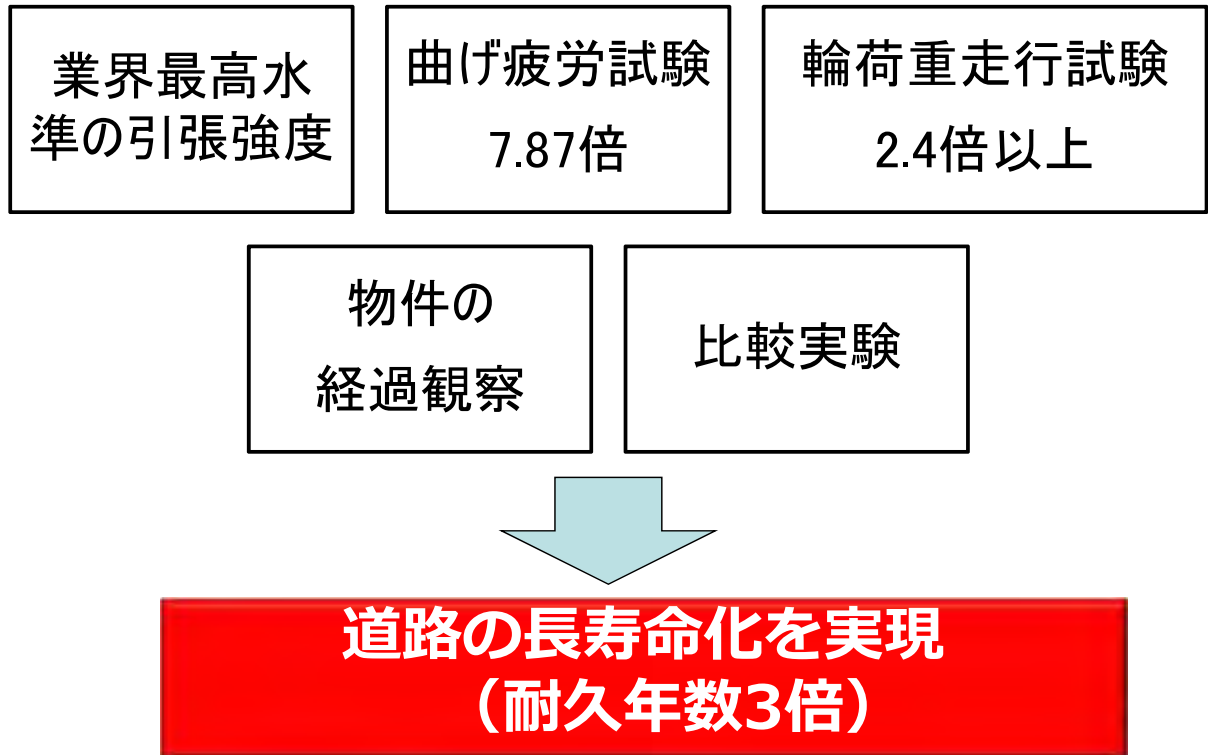 業界最高水
準の引張強度
曲げ疲労試験
7.87倍
輪荷重走行試験
2.4倍以上
物件の
経過観察
比較実験
道路の長寿命化を実現
（耐久年数3倍）